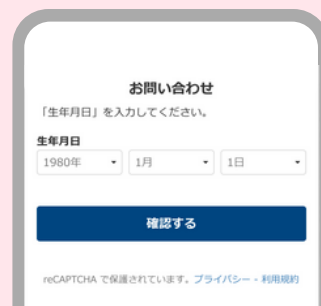 お問い合わせ
「生年月日」を入力してください。
生年月日
1980年 1月 1日
確認する
reCAPTCHA で保護されています。プライバシー - 利用規約